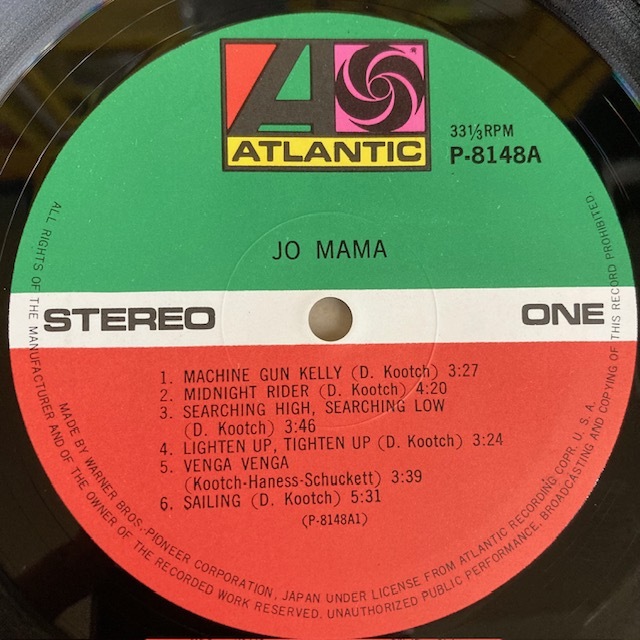 ATLANTIC
33⅓RPM
P-8148A
JO MAMA
STEREO
ONE
1. MACHINE GUN KELLY (D. Kootch) 3:27
2. MIDNIGHT RIDER (D. Kootch) 4:20
3. SEARCHING HIGH, SEARCHING LOW
(D. Kootch) 3:46
4. LIGHTEN UP, TIGHTEN UP (D. Kootch) 3:24
5. VENGA VENGA
(Kootch-Haness-Schuckett) 3:39
6. SAILING (D. Kootch) 5:31
(P-8148A1)
MADE BY WARNER BROS.-PIONEER CORPORATION, JAPAN UNDER LICENSE FROM ATLANTIC RECORDING COPR. U. S. A.
ALL RIGHTS OF THE MANUFACTURER AND OF THE OWNER OF THE RECORDED WORK RESERVED. UNAUTHORIZED PUBLIC PERFORMANCE, BROADCASTING AND COPYING OF THIS RECORD PROHIBITED.